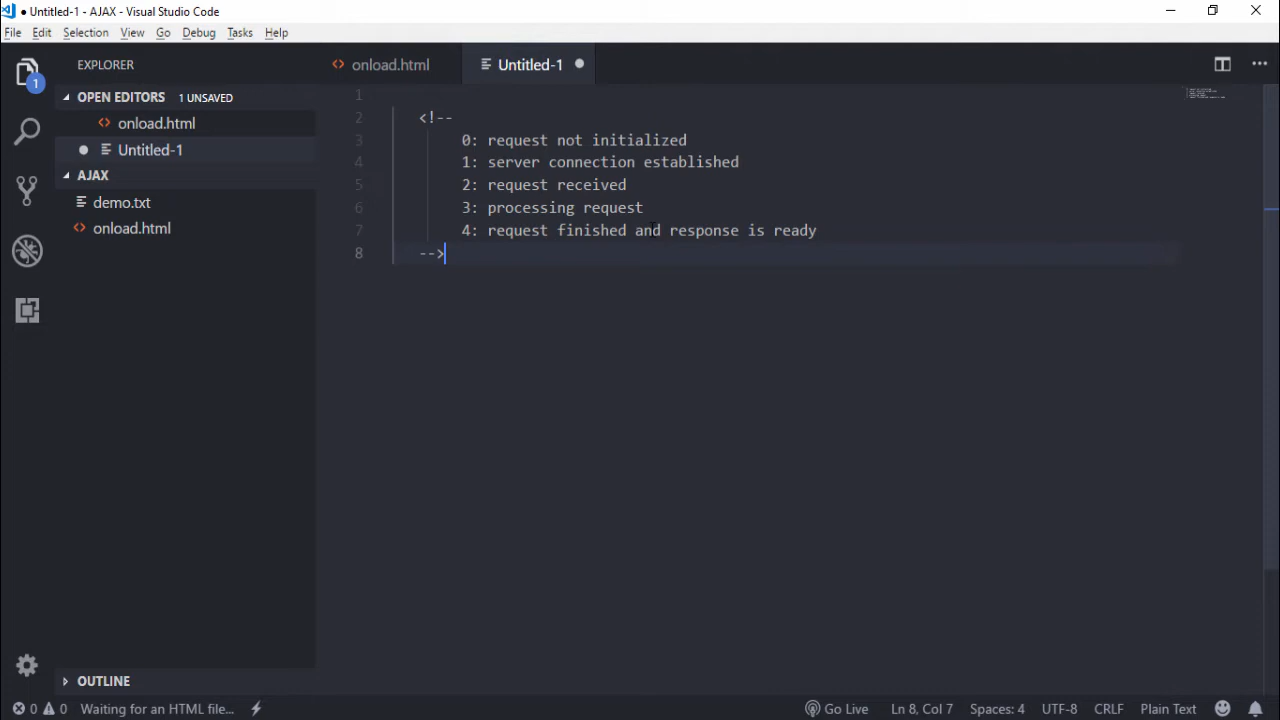 ● Untitled-1 - AJAX - Visual Studio Code
File Edit Selection View Go Debug Tasks Help
EXPLORER
onload.html
Untitled-1
OPEN EDITORS 1 UNSAVED
onload.html
Untitled-1
AJAX
demo.txt
onload.html
OUTLINE
1
1
2 <!--
3 0: request not initialized
4 1: server connection established
5 2: request received
6 3: processing request
7 4: request finished and response is ready
8 -->
0 0 Waiting for an HTML file...
Go Live Ln 8, Col 7 Spaces: 4 UTF-8 CRLF Plain Text